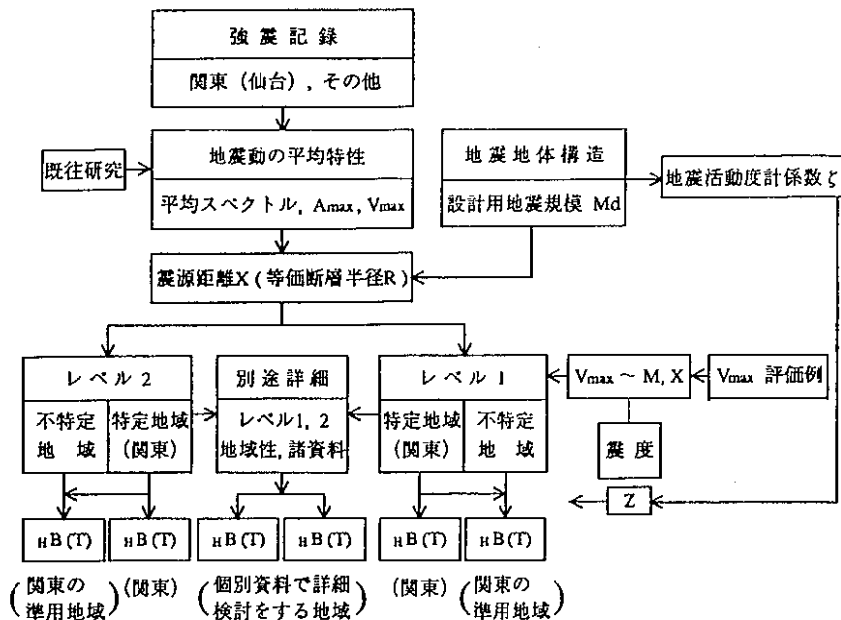 強震記録
関東（仙台）, その他
既往研究
地震動の平均特性
平均スペクトル, Amax, Vmax
地震地体構造
設計用地震規模 Md
地震活動度計係数ζ
震源距離X（等価断層半径R）
レベル2
不特定
地域
特定地域
(関東)
別途詳細
レベル1, 2
地域性, 諸資料
レベル1
特定地域
(関東)
不特定
地域
Vmax ～ M, X
Vmax 評価例
震度
Z
HB(T)
HB(T)
HB(T)
HB(T)
HB(T)
HB(T)
(関東の
準用地域)
(関東)
(個別資料で詳細
検討をする地域)
(関東)
(関東の
準用地域)